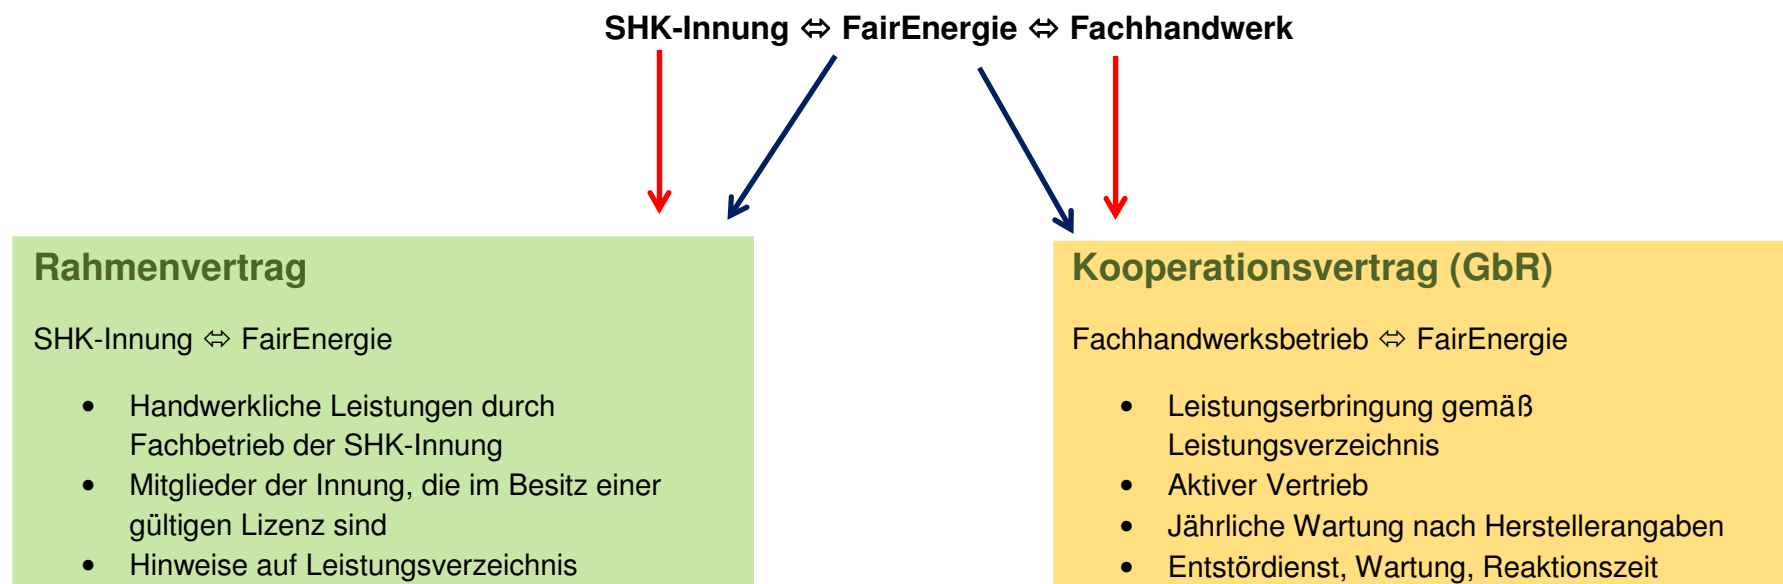 SHK-Innung ⇔ FairEnergie ⇔ Fachhandwerk
Rahmenvertrag
SHK-Innung ⇔ FairEnergie
• Handwerkliche Leistungen durch
Fachbetrieb der SHK-Innung
• Mitglieder der Innung, die im Besitz einer
gültigen Lizenz sind
• Hinweise auf Leistungsverzeichnis
Kooperationsvertrag (GbR)
Fachhandwerksbetrieb ⇔ FairEnergie
• Leistungserbringung gemäß
Leistungsverzeichnis
• Aktiver Vertrieb
• Jährliche Wartung nach Herstellerangaben
• Entstördienst, Wartung, Reaktionszeit